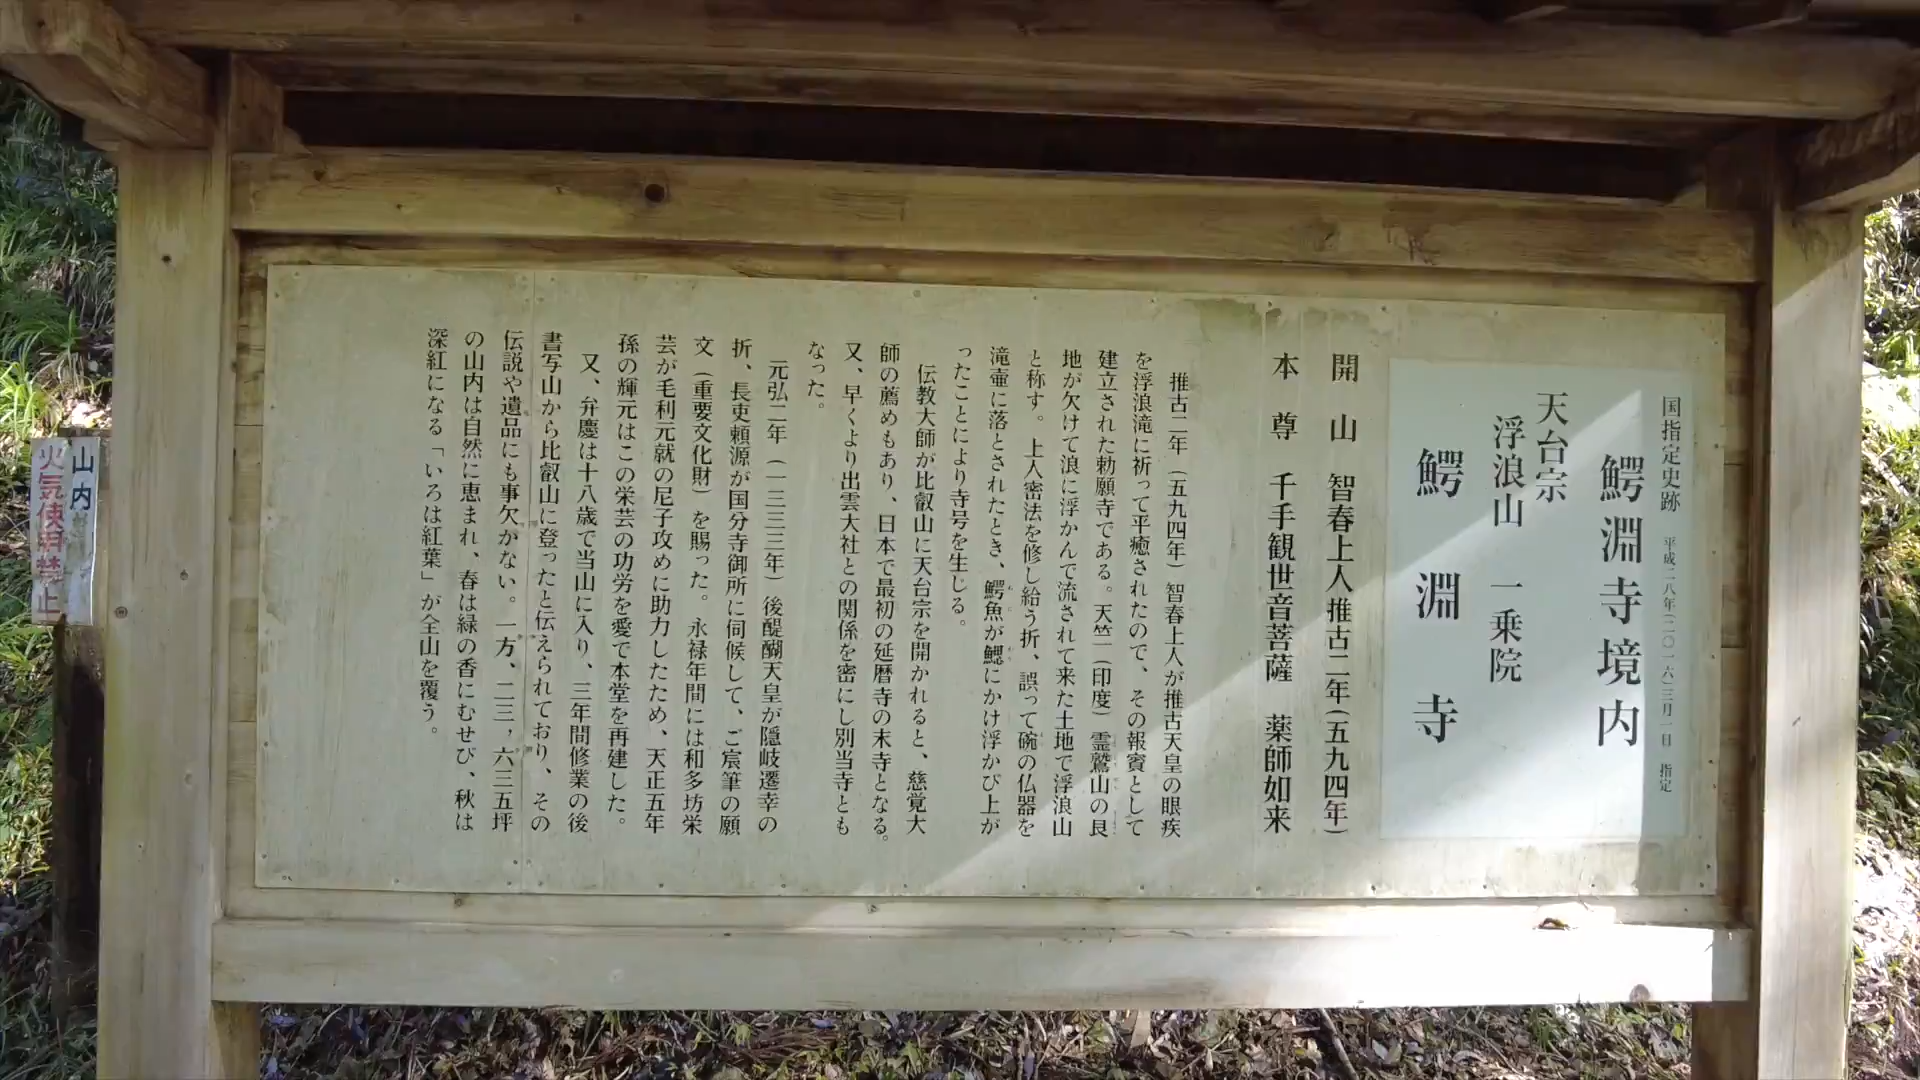 国指定史跡 平成二八年(二〇一六)三月一日 指定
鰐淵寺境内
天台宗
浮浪山 一乗院
鰐淵寺
開山 智春上人推古二年(五九四年)
本尊 千手観世音菩薩 薬師如来
推古二年(五九四年)智春上人が推古天皇の眼疾
を浮浪滝に祈って平癒されたので、その報賓として
建立された勅願寺である。天竺(印度)霊鷲山の艮
地が欠けて浪に浮かんで流されて来た土地で浮浪山
と称す。上人密法を修し給う折、誤って碗の仏器を
滝壷に落とされたとき、鰐魚が鰓にかけ浮かび上が
ったことにより寺号を生じる。
伝教大師が比叡山に天台宗を開かれると、慈覚大
師の薦めもあり、日本で最初の延暦寺の末寺となる。
又、早くより出雲大社との関係を密にし別当寺とも
なった。
元弘二年(一三三三年)後醍醐天皇が隠岐遷幸の
折、長吏頼源が国分寺御所に伺候して、ご宸筆の願
文(重要文化財)を賜った。永禄年間には和多坊栄
芸が毛利元就の尼子攻めに助力したため、天正五年
孫の輝元はこの栄芸の功労を愛で本堂を再建した。
又、弁慶は十八歳で当山に入り、三年間修業の後
書写山から比叡山に登ったと伝えられており、その
伝説や遺品にも事欠かない。一方、二三，六三五坪
の山内は自然に恵まれ、春は緑の香にむせび、秋は
深紅になる「いろは紅葉」が全山を覆う。
山内
火気使用禁止